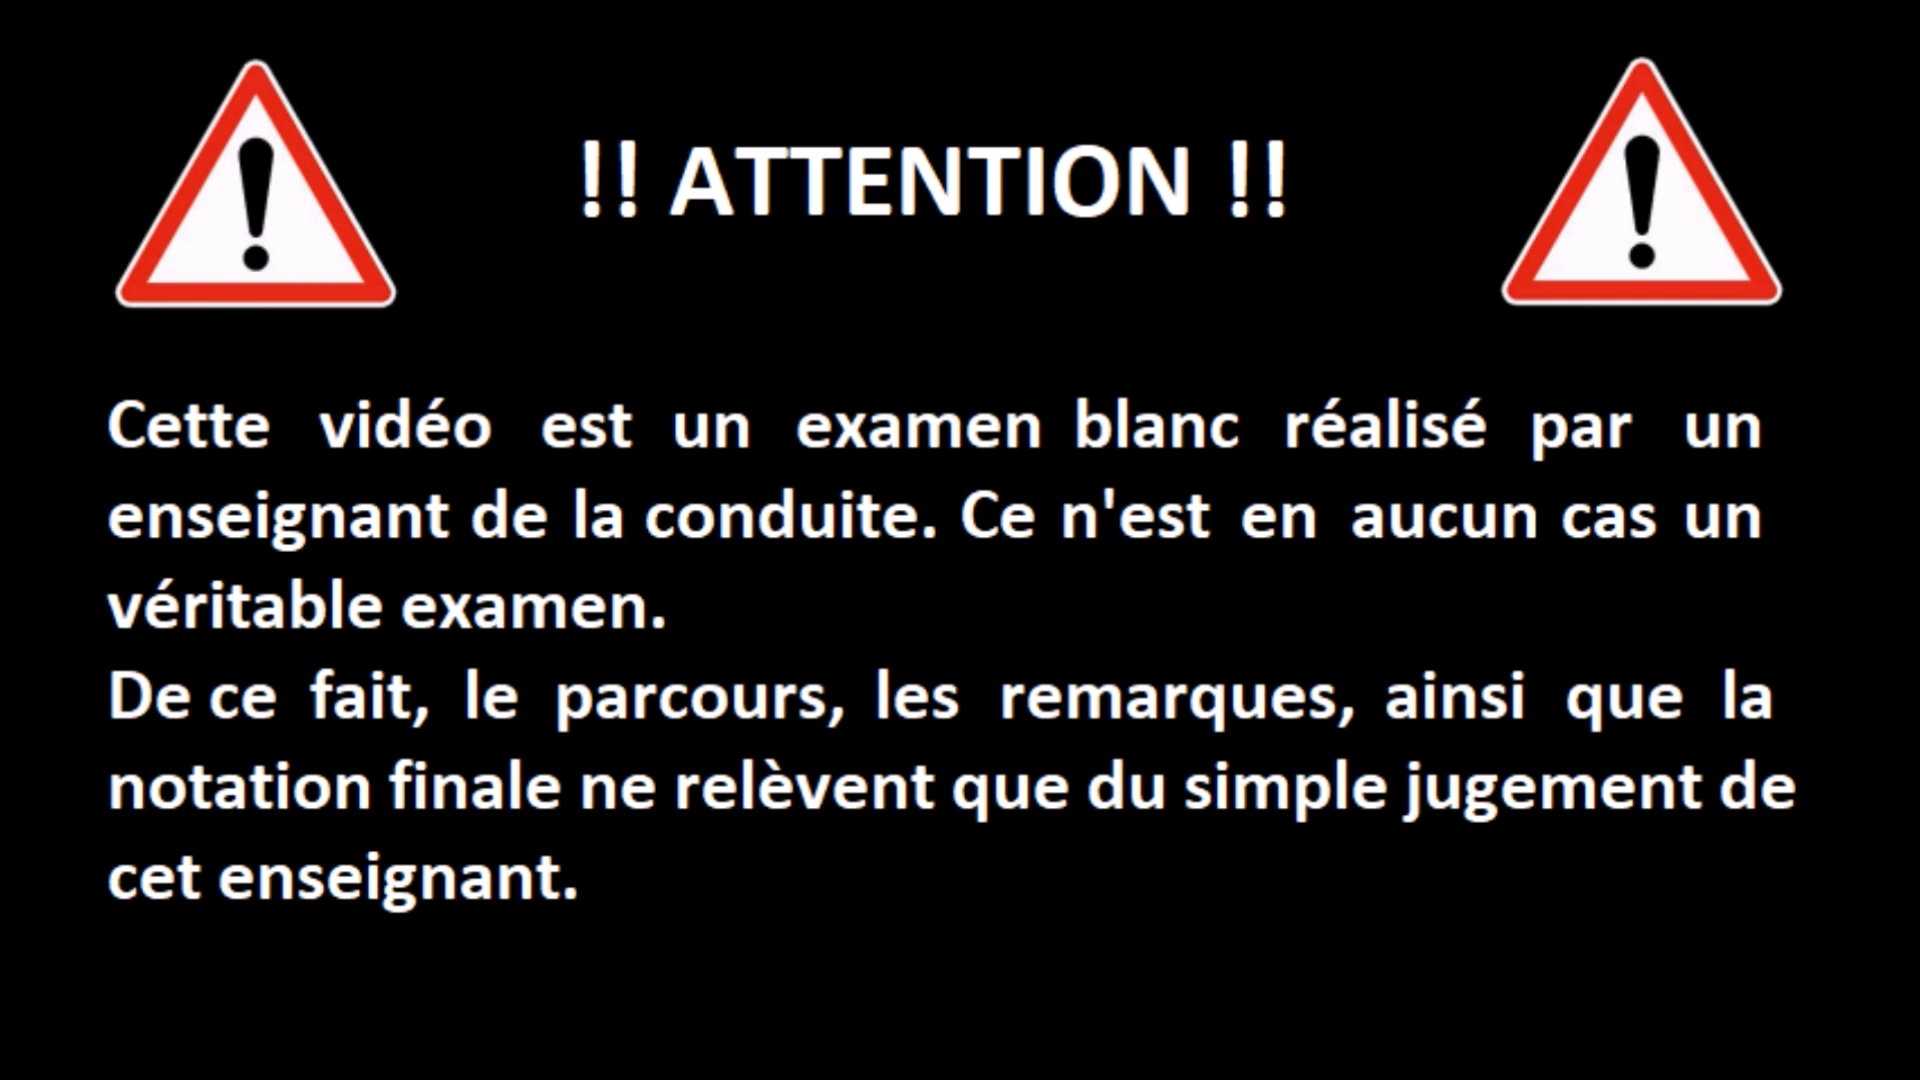 !! ATTENTION !!
Cette vidéo est un examen blanc réalisé par un
enseignant de la conduite. Ce n'est en aucun cas un
véritable examen.
De ce fait, le parcours, les remarques, ainsi que la
notation finale ne relèvent que du simple jugement de
cet enseignant.